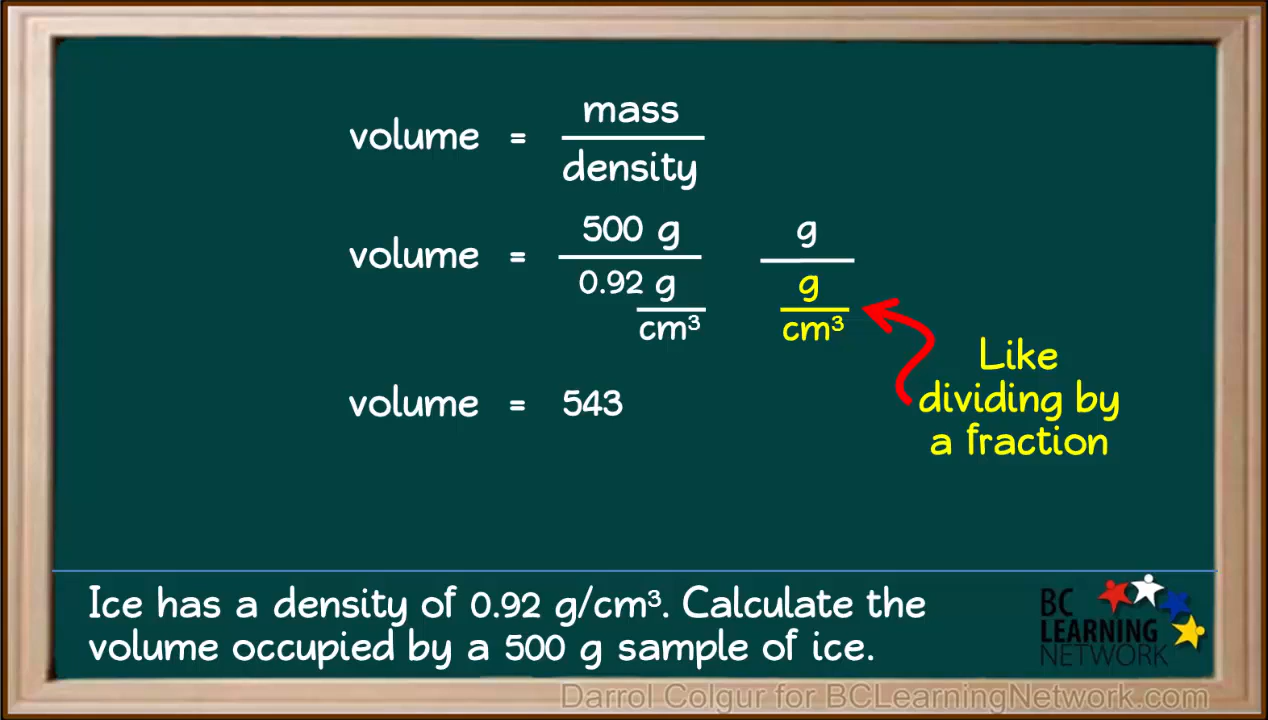 volume = mass
density
volume = 500 g
0.92 g
cm³
g
g
cm³
volume = 543
Like
dividing by
a fraction
Ice has a density of 0.92 g/cm³. Calculate the
volume occupied by a 500 g sample of ice.
BC
LEARNING
NETWORK
Darrol Colgur for BCLearningNetwork.com